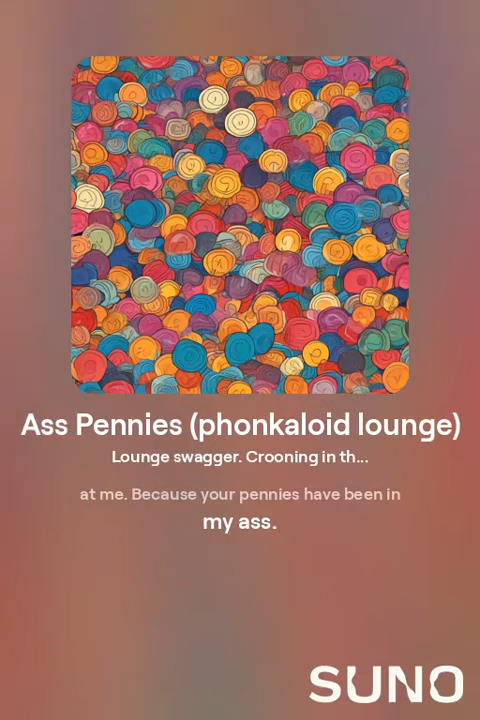 Ass Pennies (phonkaloid lounge)
Lounge swagger. Crooning in th...
at me. Because your pennies have been in
my ass.
SUNO